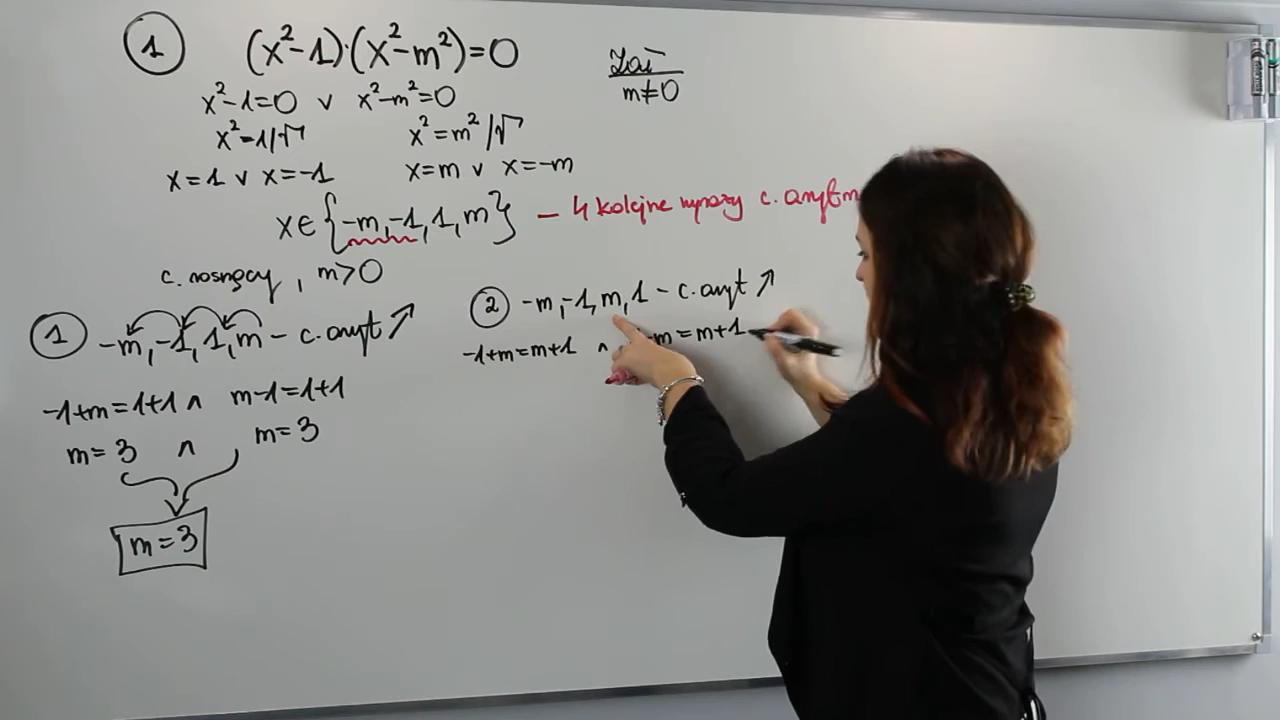 1 (x²-1)·(x²-m²)=0
Zał
m≠0
x²-1=0 ∨ x²-m²=0
x²=1/√ x²=m²/√
x=1 ∨ x=-1 x=m ∨ x=-m
x∈{-m,-1,1,m} - 4 kolejne wyrazy c. arytm
c. rosnący, m>0
1 -m,-1,1,m - c. aryt ↗
-1+m=1+1 ∧ m-1=1+1
m=3 ∧ m=3
m=3
2 -m,-1,m,1 - c. aryt ↗
-1+m=m+1 ∧ m=m+1